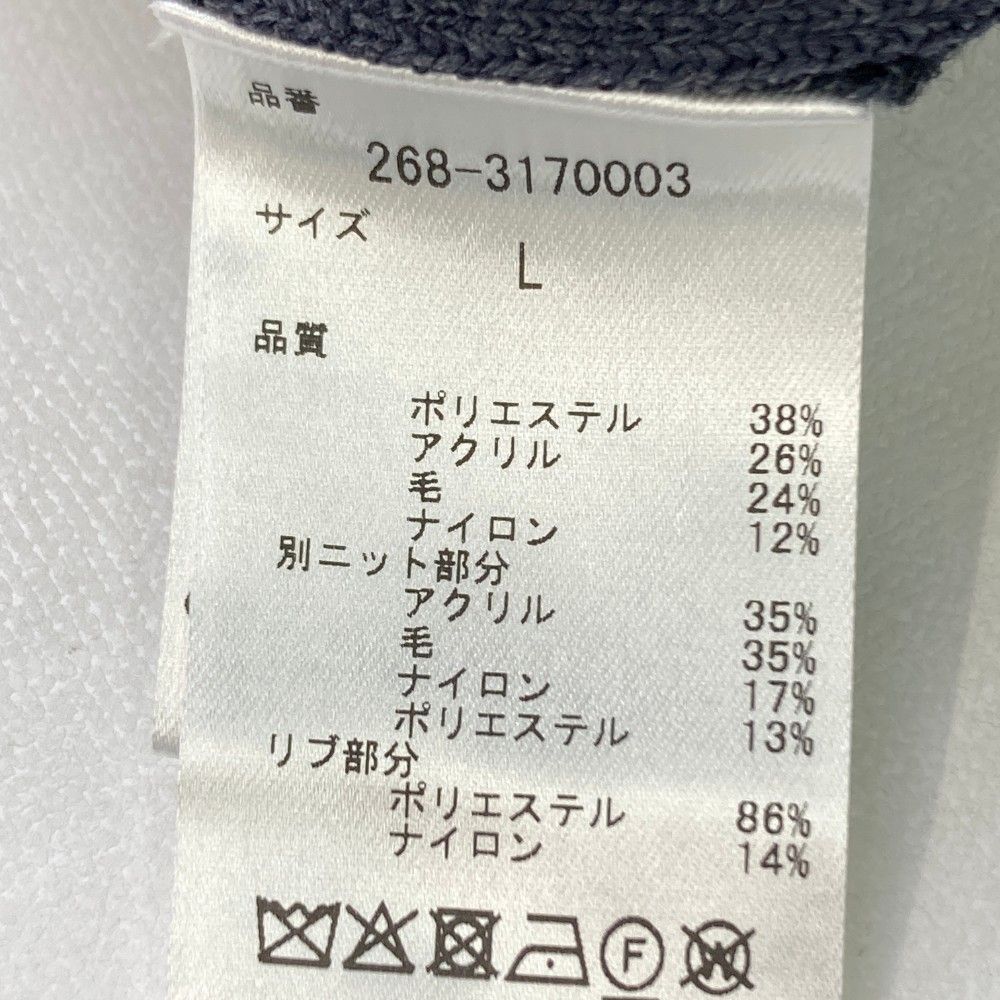 品番
268-3170003
サイズ
L
品質
ポリエステル 38%
アクリル 26%
毛 24%
ナイロン 12%
別ニット部分
アクリル 35%
毛 35%
ナイロン 17%
ポリエステル 13%
リブ部分
ポリエステル 86%
ナイロン 14%
F W